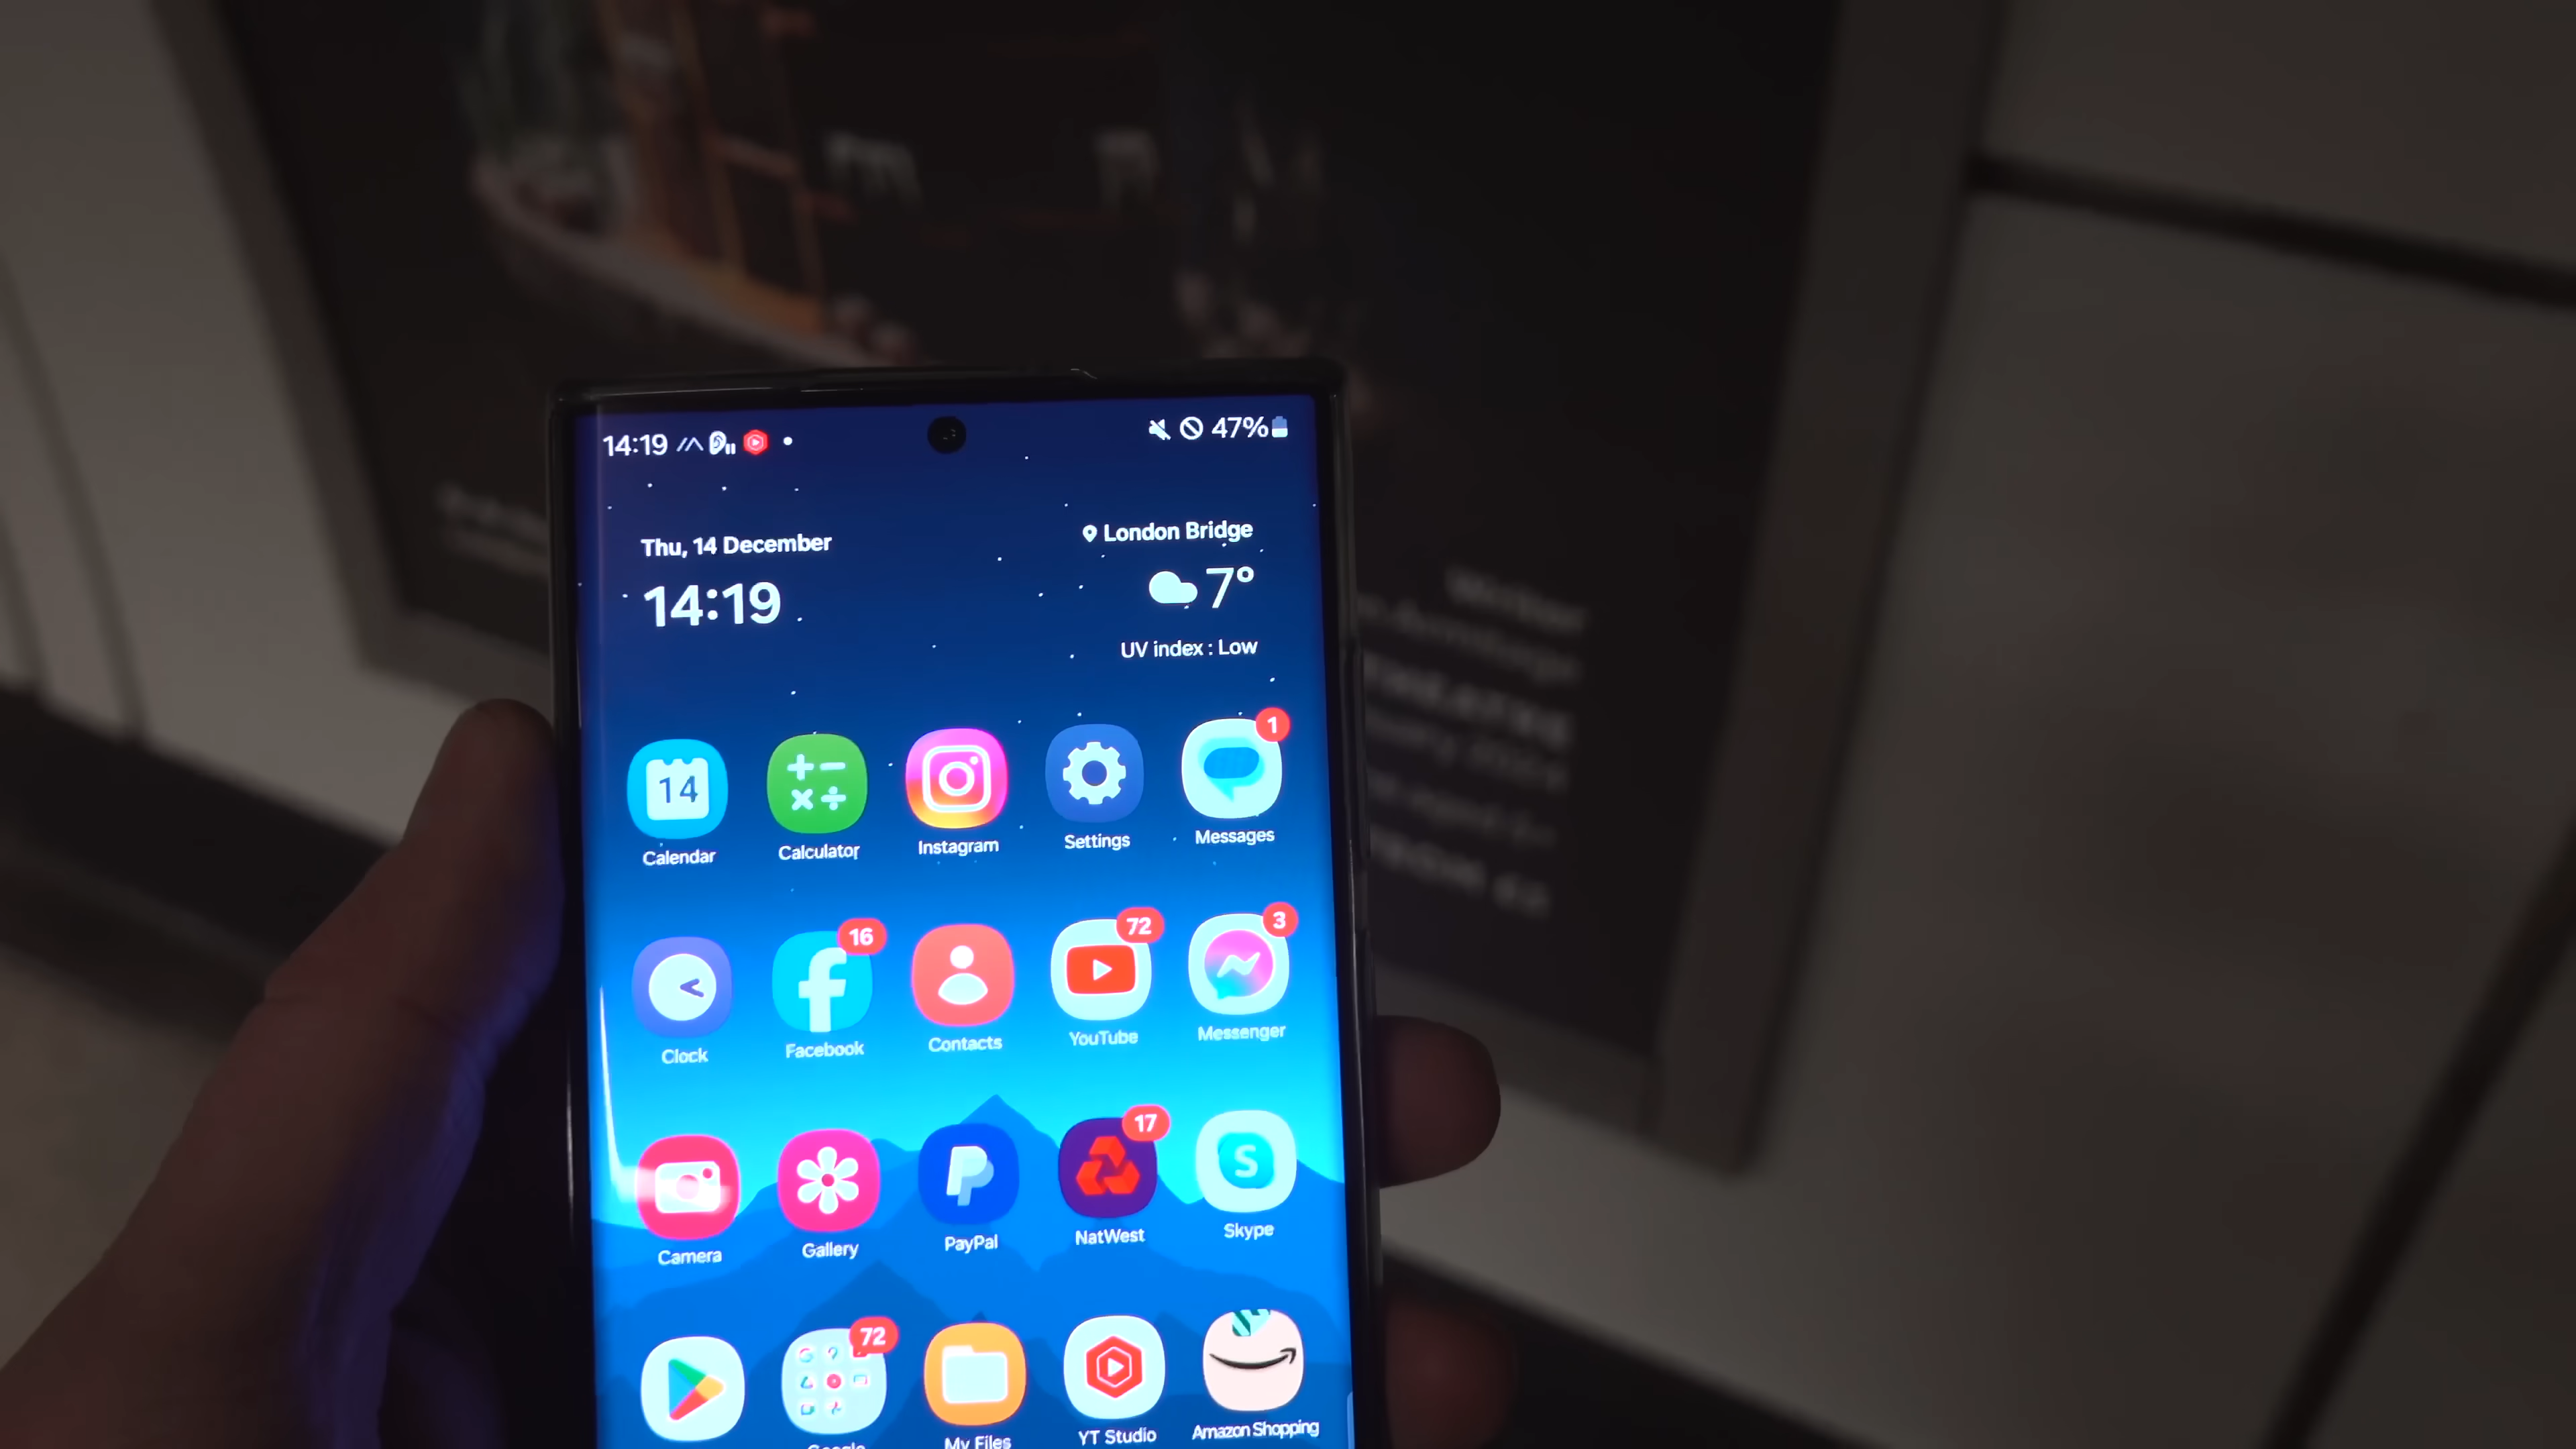 14:19
47%
Thu, 14 December
London Bridge
14:19
7°
UV index : Low
1
14
Calendar
Calculator
Instagram
Settings
Messages
16
72
3
Clock
Facebook
Contacts
YouTube
Messenger
17
Camera
Gallery
PayPal
NatWest
Skype
72
Google
My Files
YT Studio
Amazon Shopping
Writer